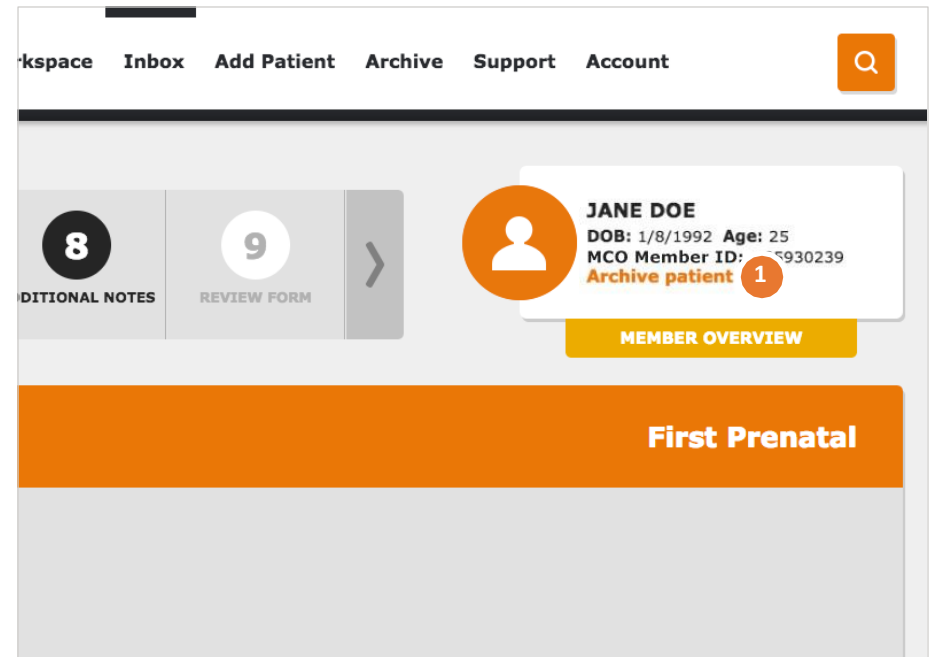 rkspace Inbox Add Patient Archive Support Account
8
9
DITIONAL NOTES
REVIEW FORM
JANE DOE
DOB: 1/8/1992 Age: 25
MCO Member ID: 5930239
Archive patient 1
MEMBER OVERVIEW
First Prenatal